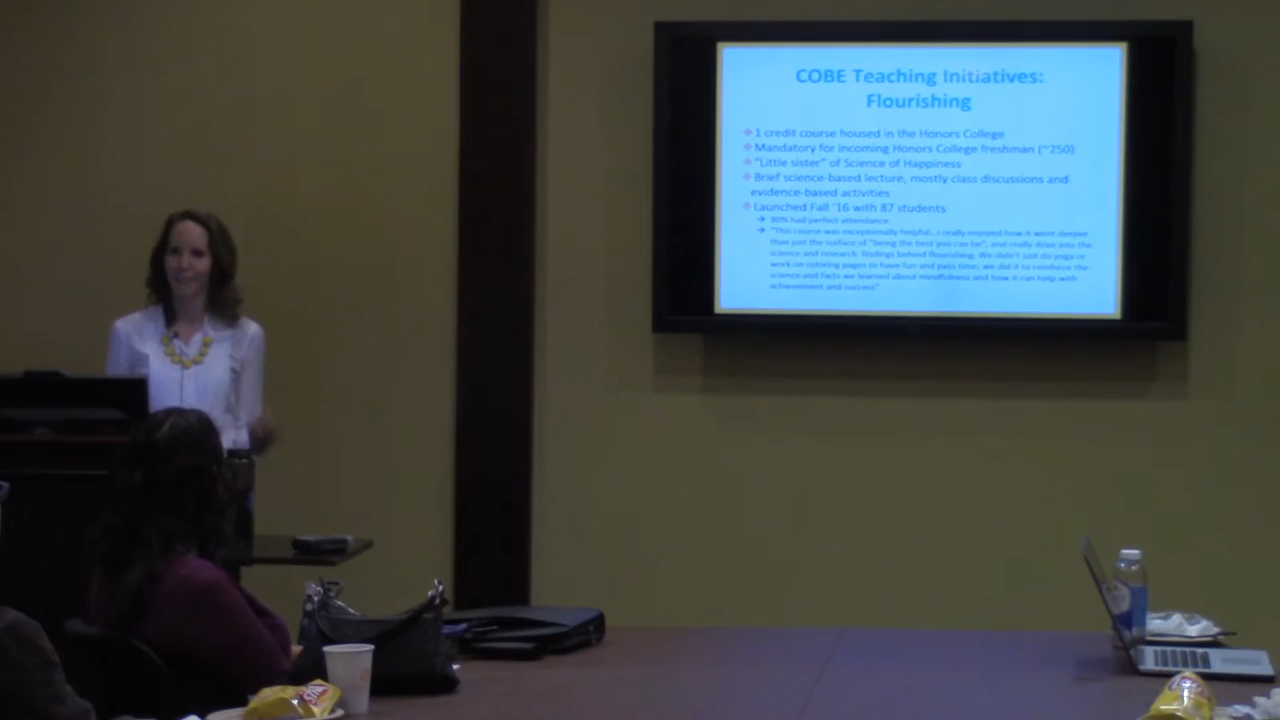 COBE Teaching Initiatives:
Flourishing
1 credit course housed in the Honors College
Mandatory for incoming Honors College freshman (~250)
"Little sister" of Science of Happiness
Brief science-based lecture, mostly class discussions and
evidence-based activities
Launched Fall '16 with 87 students
80% had perfect attendance
"This course was exceptionally helpful...I really enjoyed how it went deeper
than just the surface of "being the best you can be", and really dove into the
science and research findings behind flourishing. We didn't just do yoga or
work on coloring pages to have fun and pass time; we did it to reinforce the
science and facts we learned about mindfulness and how it can help with
achievement and success"
Lay's